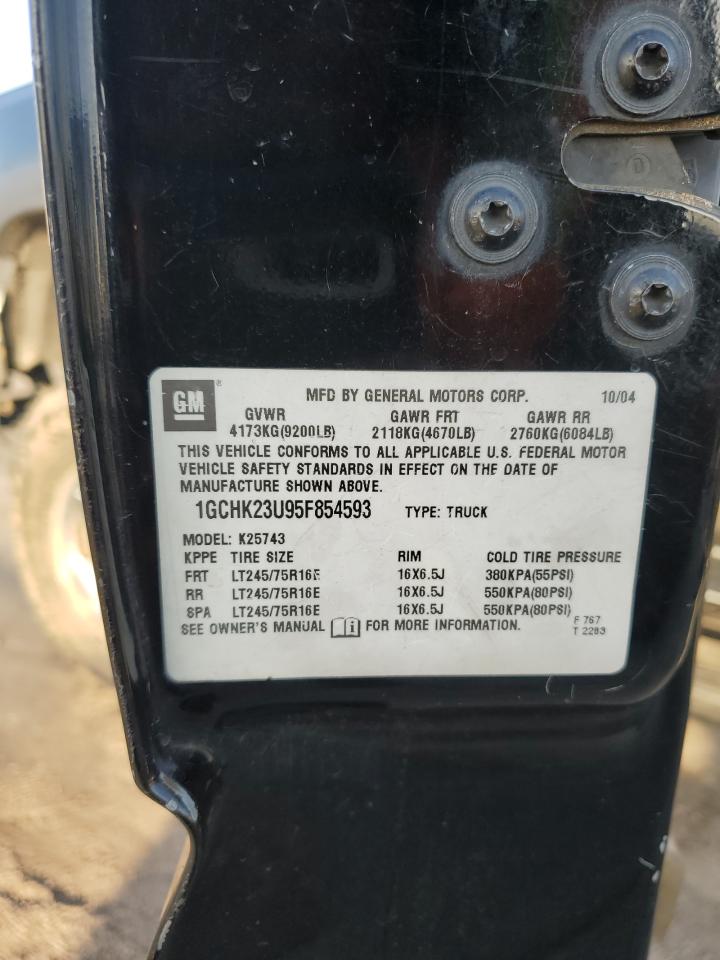 GM ® MFD BY GENERAL MOTORS CORP. 10/04
GVWR GAWR FRT GAWR RR
4173KG(9200LB) 2118KG(4670LB) 2760KG(6084LB)
THIS VEHICLE CONFORMS TO ALL APPLICABLE U.S. FEDERAL MOTOR
VEHICLE SAFETY STANDARDS IN EFFECT ON THE DATE OF
MANUFACTURE SHOWN ABOVE.
1GCHK23U95F854593 TYPE: TRUCK
MODEL: K25743
KPPE TIRE SIZE RIM COLD TIRE PRESSURE
FRT LT245/75R16E 16X6.5J 380KPA(55PSI)
RR LT245/75R16E 16X6.5J 550KPA(80PSI)
SPA LT245/75R16E 16X6.5J 550KPA(80PSI)
SEE OWNER'S MANUAL i FOR MORE INFORMATION. F 767
T 2283